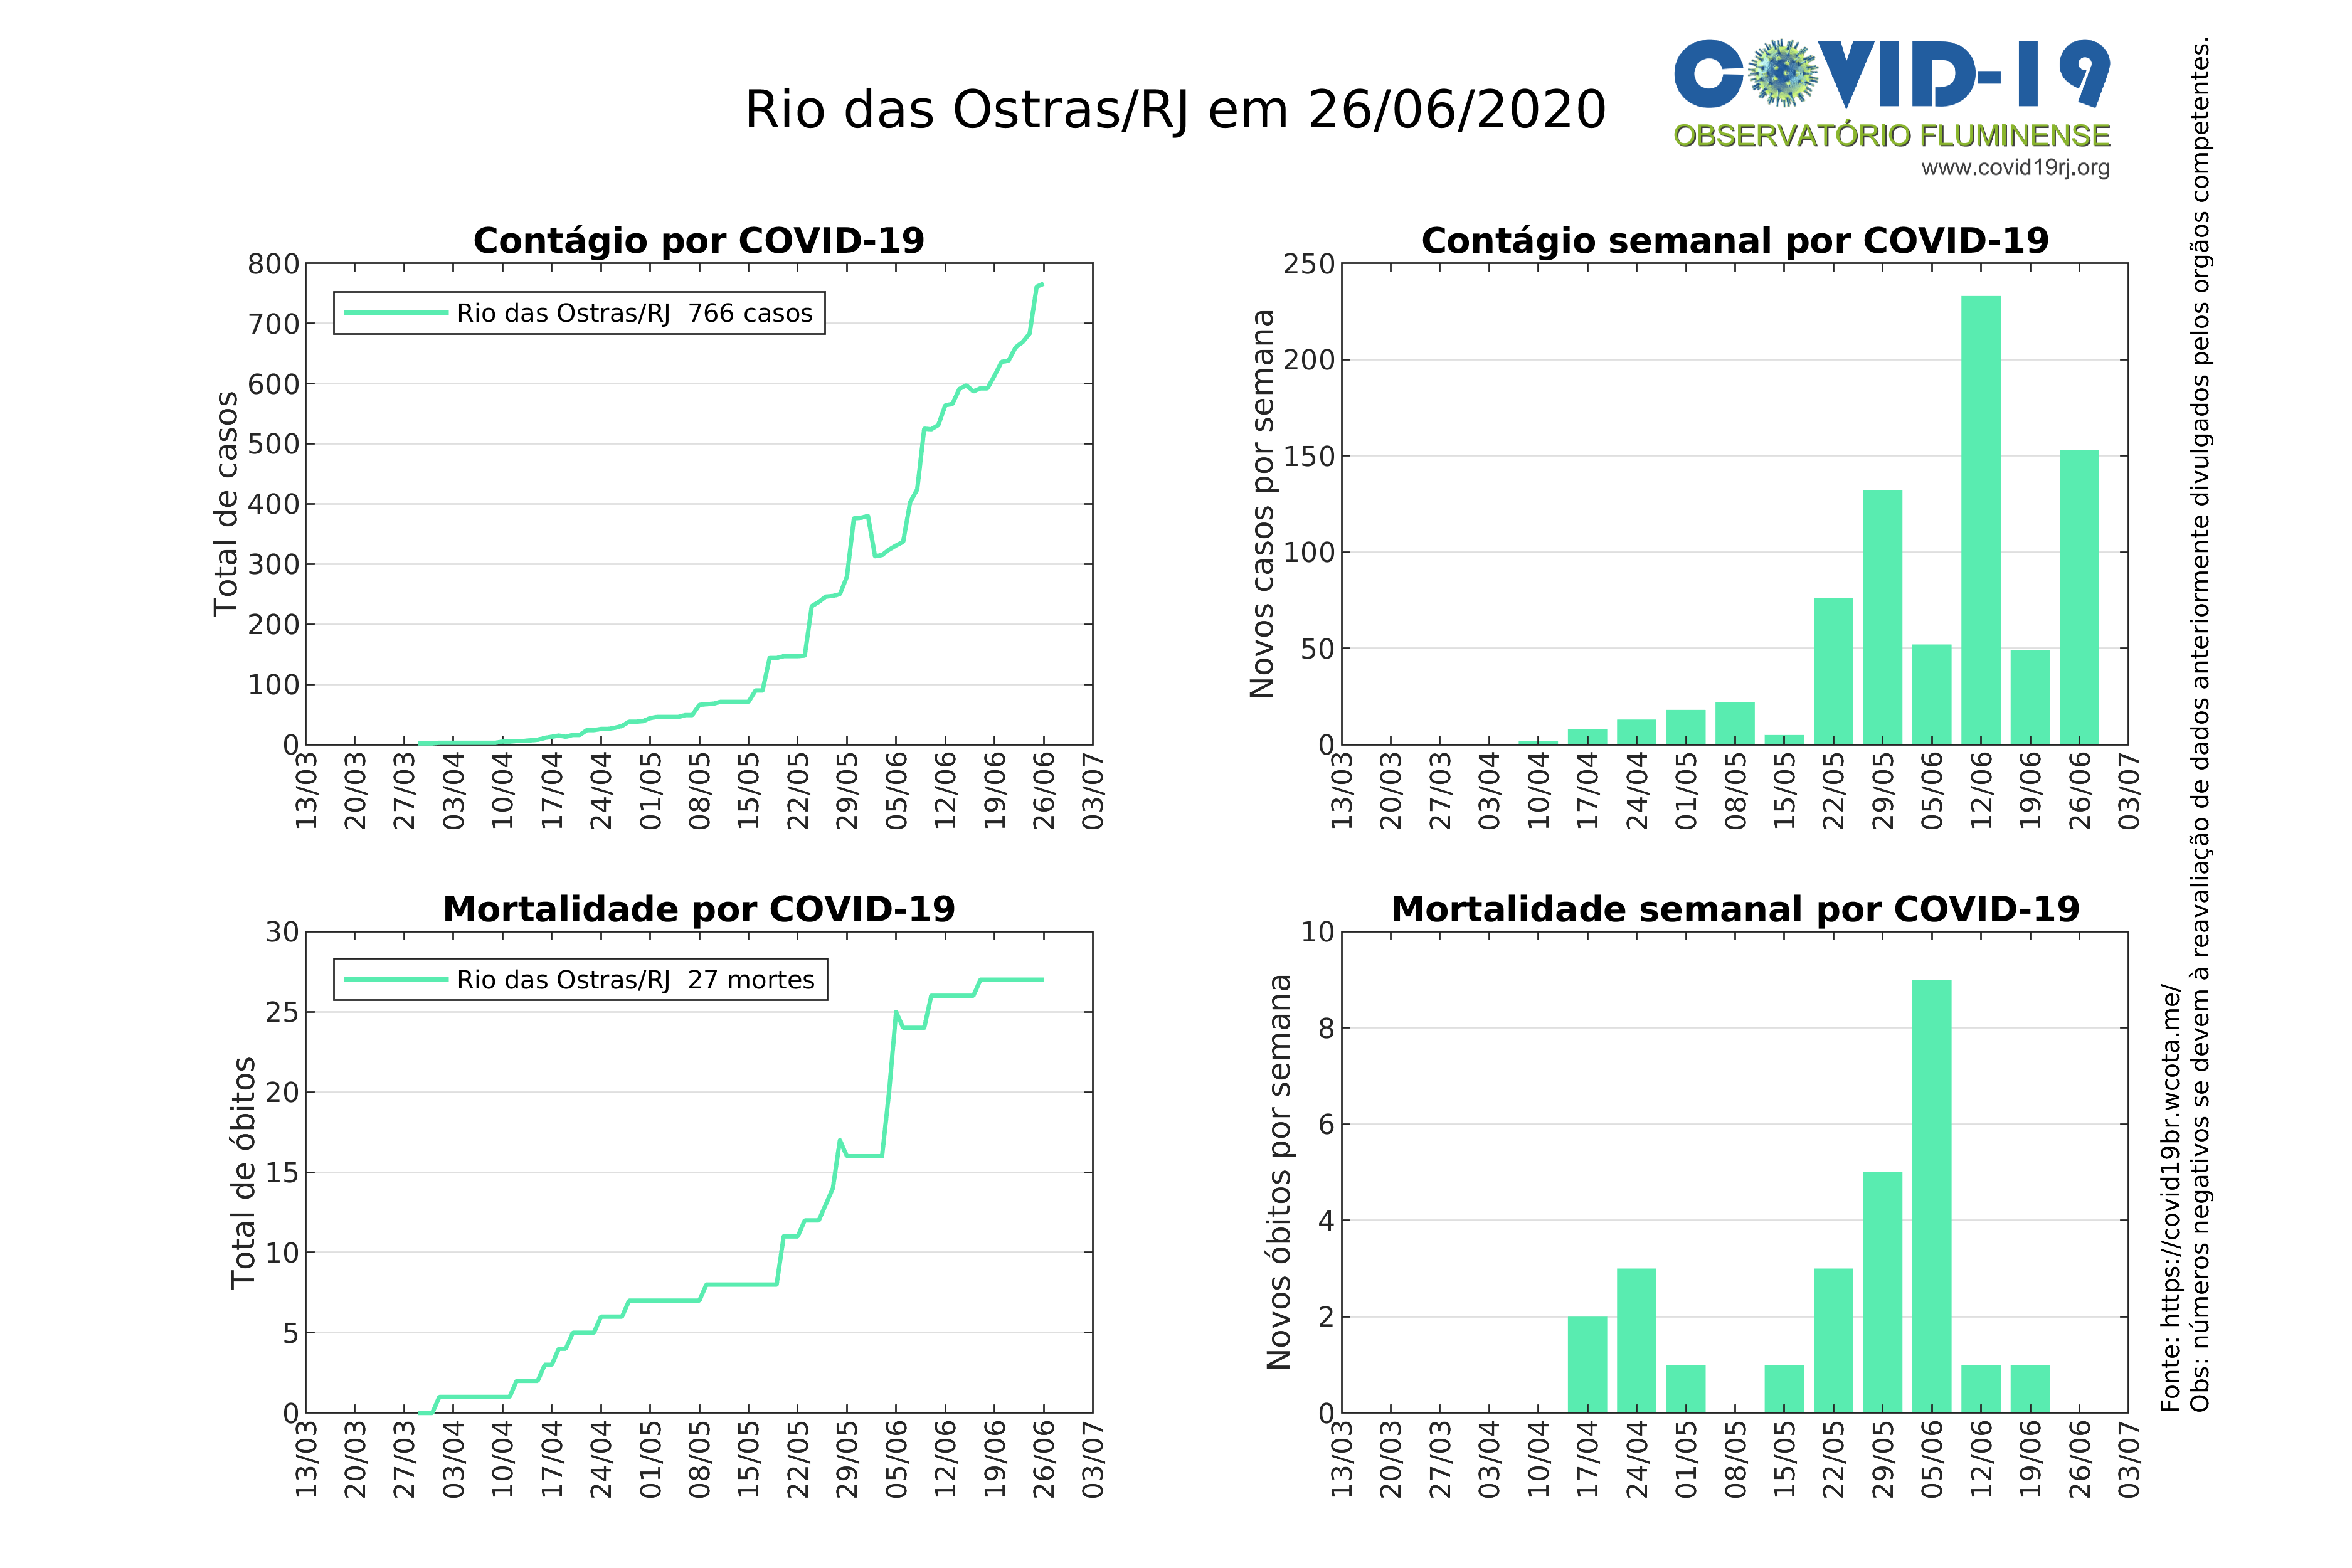 Rio das Ostras/RJ em 26/06/2020
COVID-19
OBSERVATÓRIO FLUMINENSE
www.covid19rj.org
Contágio por COVID-19
Total de casos
800
700
600
500
400
300
200
100
0
Rio das Ostras/RJ 766 casos
13/03 20/03 27/03 03/04 10/04 17/04 24/04 01/05 08/05 15/05 22/05 29/05 05/06 12/06 19/06 26/06 03/07
Contágio semanal por COVID-19
Novos casos por semana
250
200
150
100
50
0
13/03 20/03 27/03 03/04 10/04 17/04 24/04 01/05 08/05 15/05 22/05 29/05 05/06 12/06 19/06 26/06 03/07
Mortalidade por COVID-19
Total de óbitos
30
25
20
15
10
5
0
Rio das Ostras/RJ 27 mortes
13/03 20/03 27/03 03/04 10/04 17/04 24/04 01/05 08/05 15/05 22/05 29/05 05/06 12/06 19/06 26/06 03/07
Mortalidade semanal por COVID-19
Novos óbitos por semana
10
8
6
4
2
0
13/03 20/03 27/03 03/04 10/04 17/04 24/04 01/05 08/05 15/05 22/05 29/05 05/06 12/06 19/06 26/06 03/07
Fonte: https://covid19br.wcota.me/
Obs: números negativos se devem à reavaliação de dados anteriormente divulgados pelos orgãos competentes.